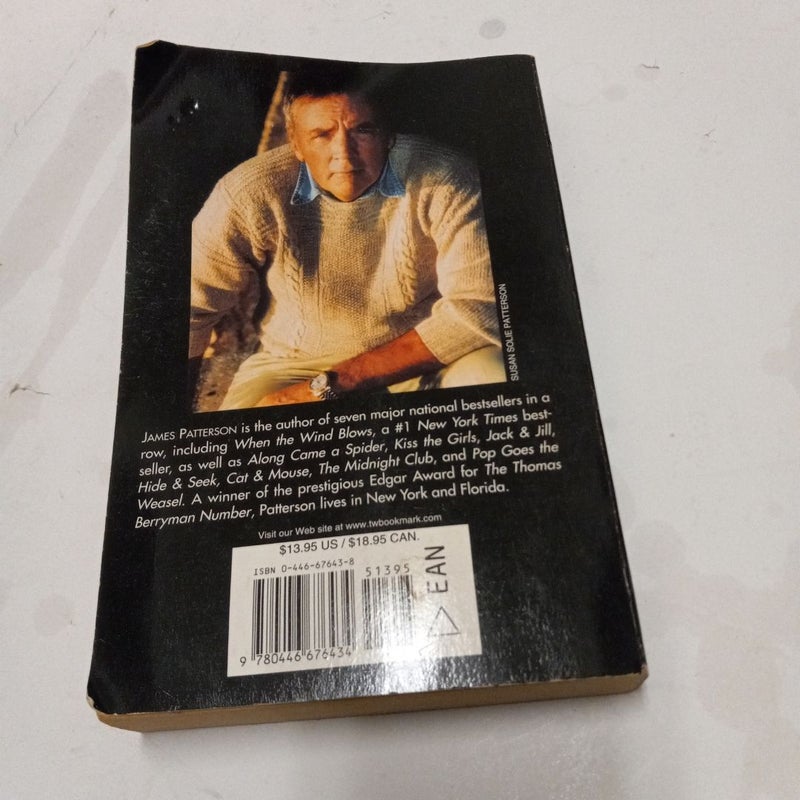 SUSAN SOLIE PATTERSON
JAMES PATTERSON is the author of seven major national bestsellers in a
row, including When the Wind Blows, a #1 New York Times best-
seller, as well as Along Came a Spider, Kiss the Girls, Jack & Jill,
Hide & Seek, Cat & Mouse, The Midnight Club, and Pop Goes the
Weasel. A winner of the prestigious Edgar Award for The Thomas
Berryman Number, Patterson lives in New York and Florida.
Visit our Web site at www.twbookmark.com
$13.95 US / $18.95 CAN.
ISBN 0-446-67643-8
51395
EAN
9 780446 676434